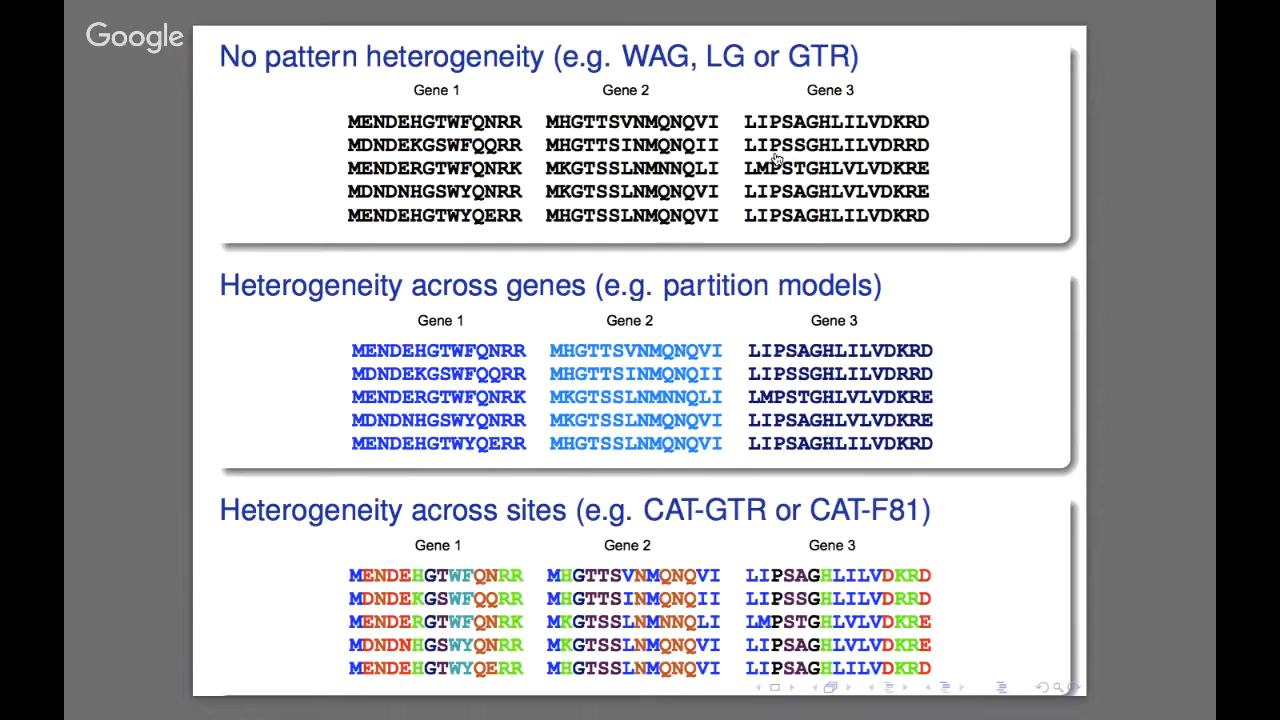 Google
No pattern heterogeneity (e.g. WAG, LG or GTR)
Gene 1 Gene 2 Gene 3
MENDEHGTWFQNRR MHGTTSVNMQNQVI LIPSAGHLILVDKRD
MDNDEKGSWFQQRR MHGTTSINMQNQII LIPSSGHLILVDRRD
MENDERGTWFQNRK MKGTSSLNMNNQLI LMPSTGHLVLVDKRE
MDNDNHGSWYQNRR MKGTSSLNMQNQVI LIPSAGHLVLVDKRE
MENDEHGTWYQERR MHGTSSLNMQNQVI LIPSAGHLILVDKRD
Heterogeneity across genes (e.g. partition models)
Gene 1 Gene 2 Gene 3
MENDEHGTWFQNRR MHGTTSVNMQNQVI LIPSAGHLILVDKRD
MDNDEKGSWFQQRR MHGTTSINMQNQII LIPSSGHLILVDRRD
MENDERGTWFQNRK MKGTSSLNMNNQLI LMPSTGHLVLVDKRE
MDNDNHGSWYQNRR MKGTSSLNMQNQVI LIPSAGHLVLVDKRE
MENDEHGTWYQERR MHGTSSLNMQNQVI LIPSAGHLILVDKRD
Heterogeneity across sites (e.g. CAT-GTR or CAT-F81)
Gene 1 Gene 2 Gene 3
MENDEHGTWFQNRR MHGTTSVNMQNQVI LIPSAGHLILVDKRD
MDNDEKGSWFQQRR MHGTTSINMQNQII LIPSSGHLILVDRRD
MENDERGTWFQNRK MKGTSSLNMNNQLI LMPSTGHLVLVDKRE
MDNDNHGSWYQNRR MKGTSSLNMQNQVI LIPSAGHLVLVDKRE
MENDEHGTWYQERR MHGTSSLNMQNQVI LIPSAGHLILVDKRD